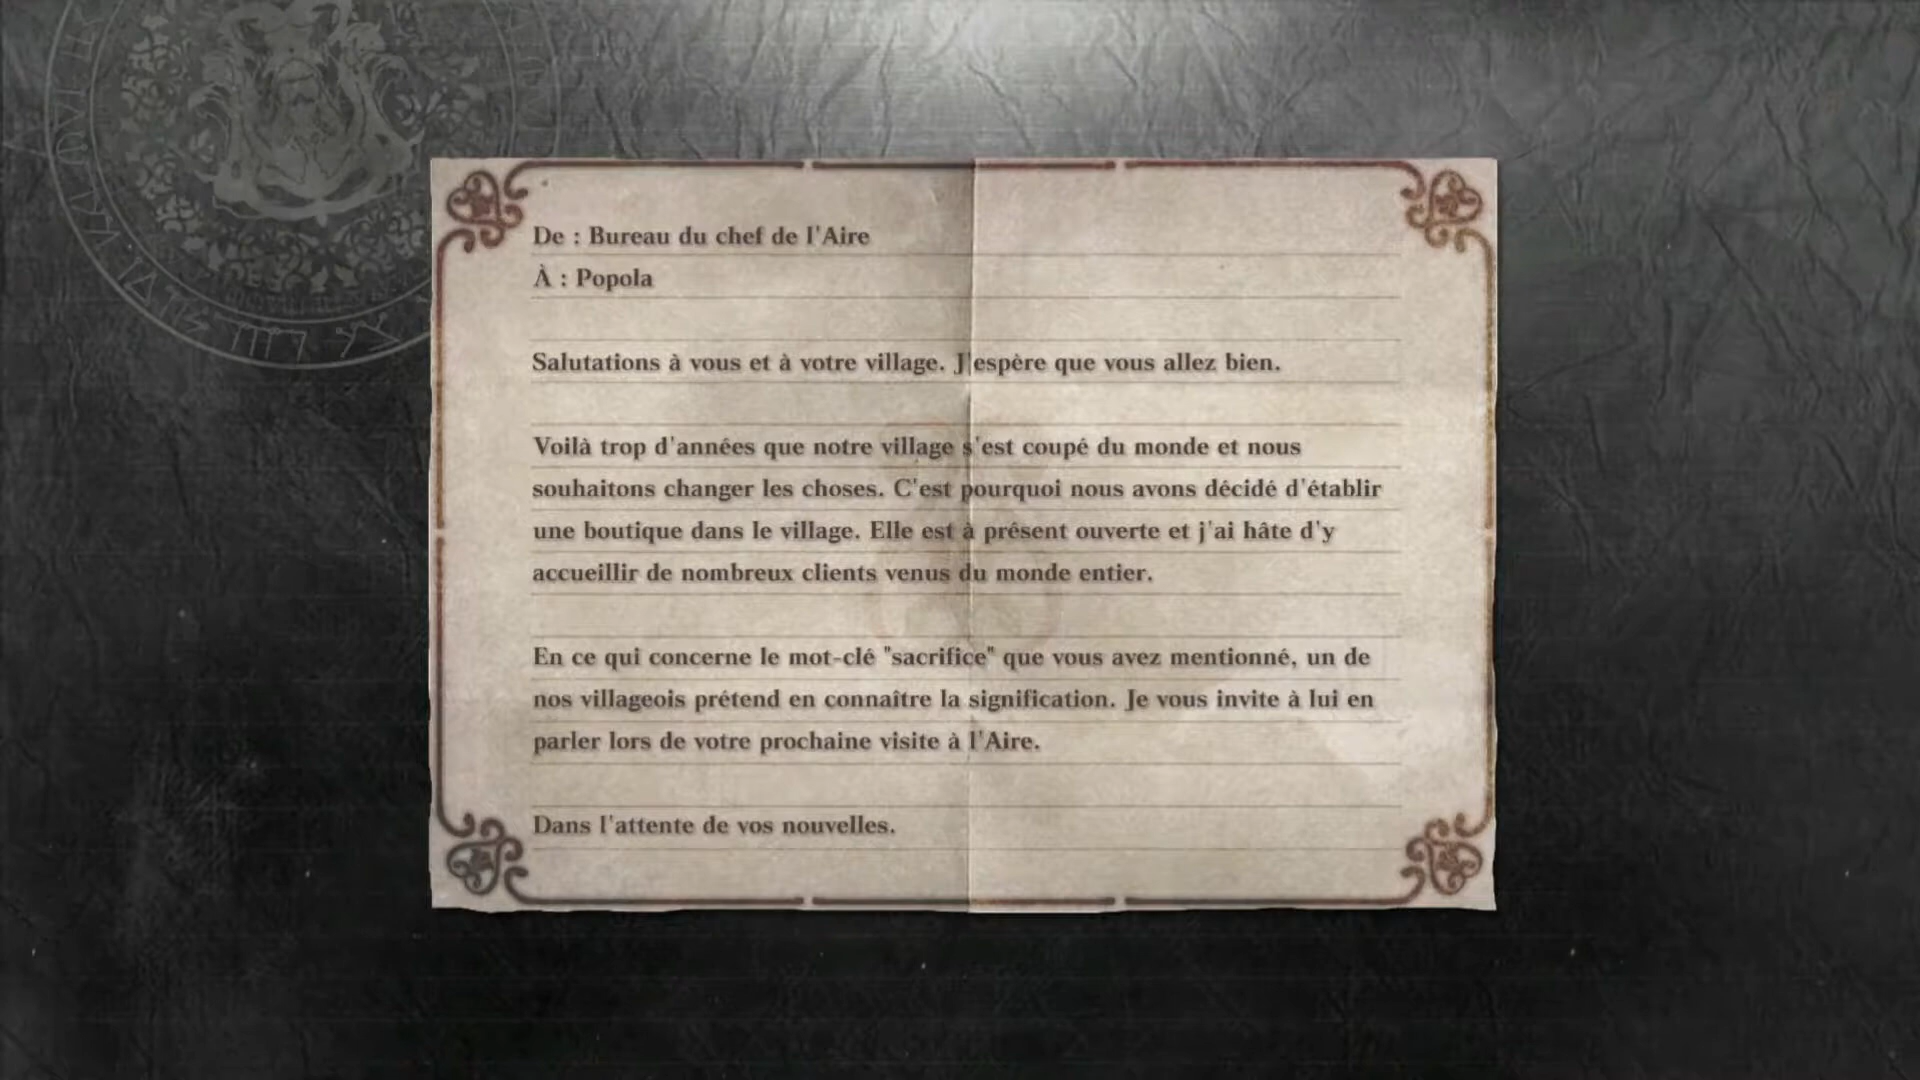 De : Bureau du chef de l'Aire
À : Popola
Salutations à vous et à votre village. J'espère que vous allez bien.
Voilà trop d'années que notre village s'est coupé du monde et nous
souhaitons changer les choses. C'est pourquoi nous avons décidé d'établir
une boutique dans le village. Elle est à présent ouverte et j'ai hâte d'y
accueillir de nombreux clients venus du monde entier.
En ce qui concerne le mot-clé "sacrifice" que vous avez mentionné, un de
nos villageois prétend en connaître la signification. Je vous invite à lui en
parler lors de votre prochaine visite à l'Aire.
Dans l'attente de vos nouvelles.